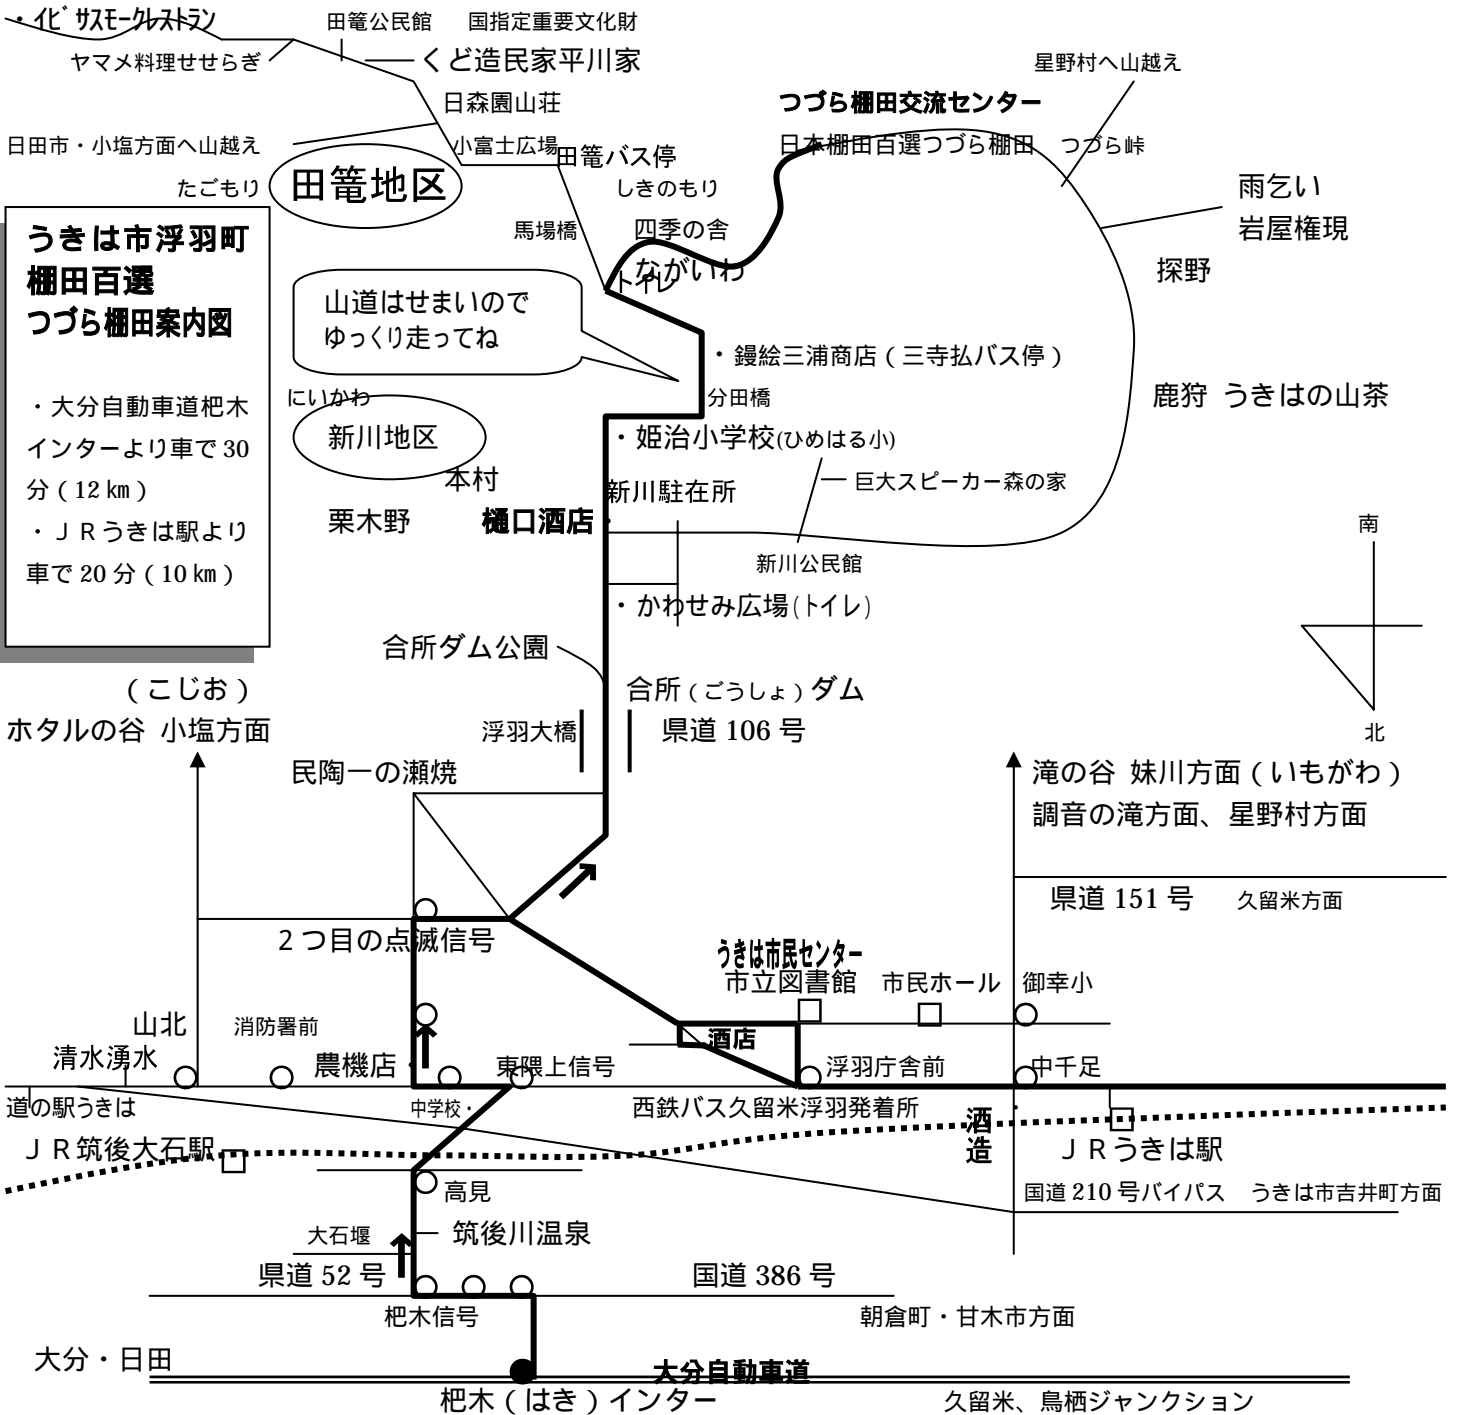 ・イビサスモークレストラン
田篭公民館　国指定重要文化財
ヤマメ料理せせらぎ
くど造民家平川家
星野村へ山越え
日森園山荘
つづら棚田交流センター
日田市・小塩方面へ山越え
小富士広場
田篭バス停
日本棚田百選つづら棚田
つづら峠
たごもり
田篭地区
しきのもり
四季の舎
ながいわ
トイレ
馬場橋
雨乞い
岩屋権現
探野
うきは市浮羽町
棚田百選
つづら棚田案内図
・大分自動車道杷木
インターより車で30
分（12㎞）
・ＪＲうきは駅より
車で20分（10㎞）
山道はせまいので
ゆっくり走ってね
・鏝絵三浦商店（三寺払バス停）
分田橋
鹿狩 うきはの山茶
にいかわ
新川地区
・姫治小学校(ひめはる小)
本村
新川駐在所
巨大スピーカー森の家
栗木野
樋口酒店・
新川公民館
・かわせみ広場(トイレ)
南
北
合所ダム公園
合所（ごうしょ）ダム
浮羽大橋
県道106号
（こじお）
ホタルの谷 小塩方面
民陶一の瀬焼
滝の谷 妹川方面（いもがわ）
調音の滝方面、星野村方面
県道151号
久留米方面
2つ目の点滅信号
うきは市民センター
市立図書館
市民ホール
御幸小
山北
消防署前
酒店
清水湧水
農機店・
東隈上信号
浮羽庁舎前
中千足
道の駅うきは
中学校・
西鉄バス久留米浮羽発着所
・
酒造
ＪＲ筑後大石駅
ＪＲうきは駅
高見
国道210号バイパス　うきは市吉井町方面
大石堰
筑後川温泉
県道52号
国道386号
杷木信号
朝倉町・甘木市方面
大分・日田
大分自動車道
杷木（はき）インター
久留米、鳥栖ジャンクション